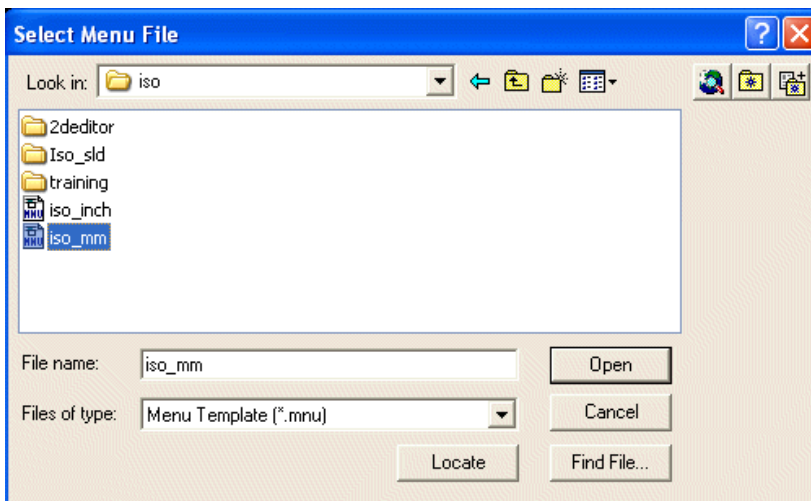 Select Menu File
Look in: iso
2deditor
Iso_sld
training
iso_inch
iso_mm
File name: iso_mm Open
Files of type: Menu Template (*.mnu) Cancel
Locate Find File...